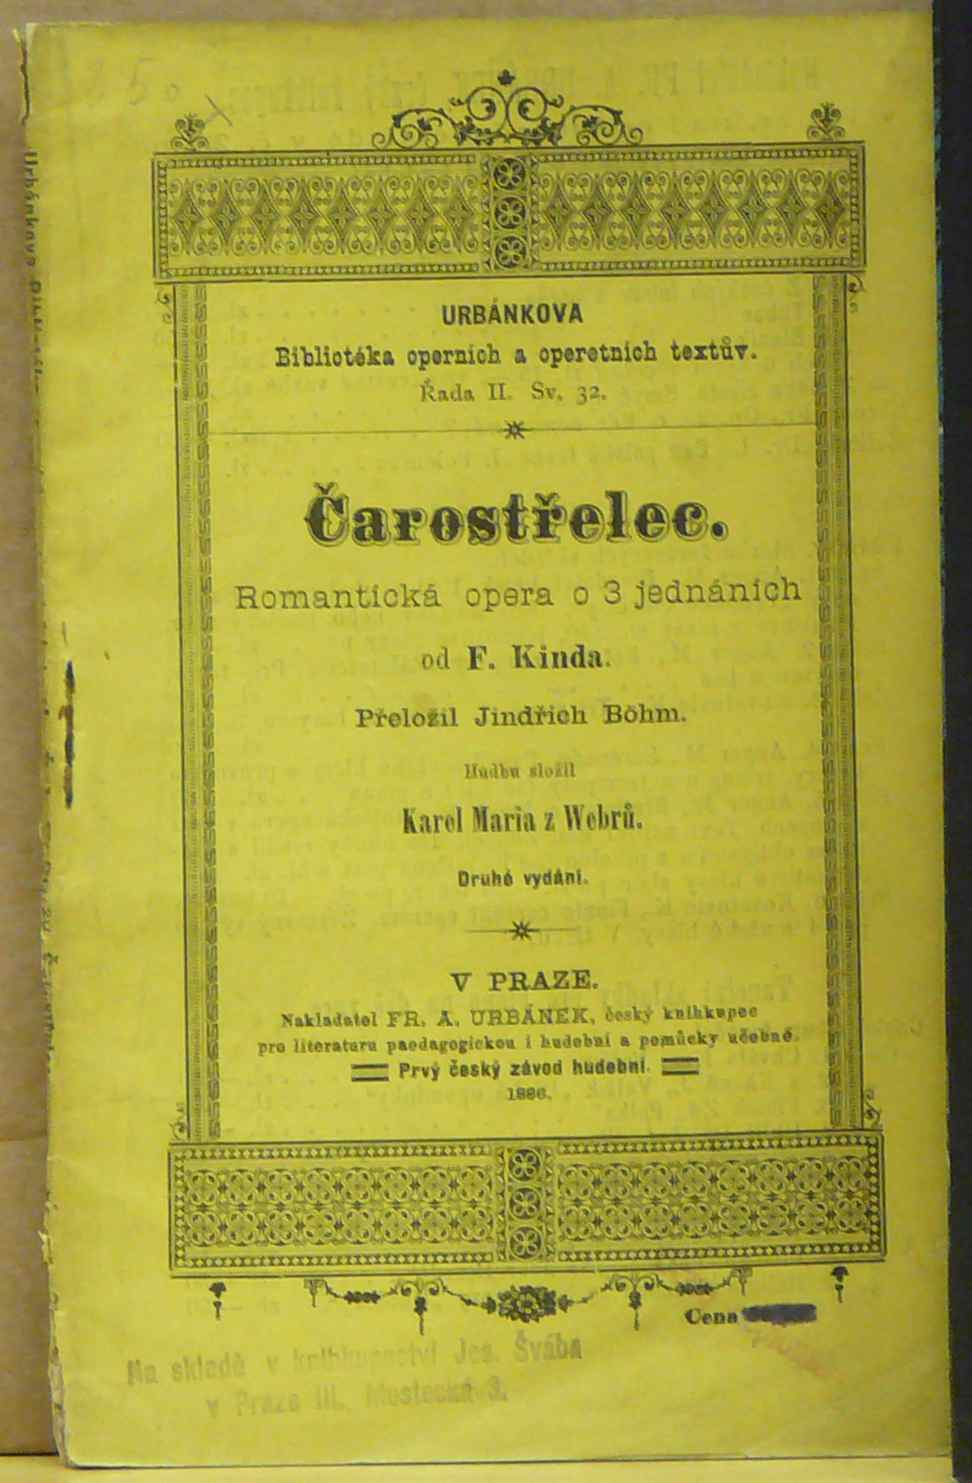 URBÁNKOVA
Bibliotéka operních a operetních textův.
Řada II. Sv. 32.
Čarostřelec.
Romantická opera o 3 jednáních
od F. Kinda.
Přeložil Jindřich Böhm.
Hudbu složil
Karel Maria z Webrů.
Druhé vydání.
V PRAZE.
Nakladatel FR. A. URBÁNEK, český knihkupec
pro literaturu paedagogickou i hudební a pomůcky učebné.
Prvý český závod hudební.
1886.
Cena
Na skladě v knihkupectví Jos. Švába
v Praze III. Mostecká 3.